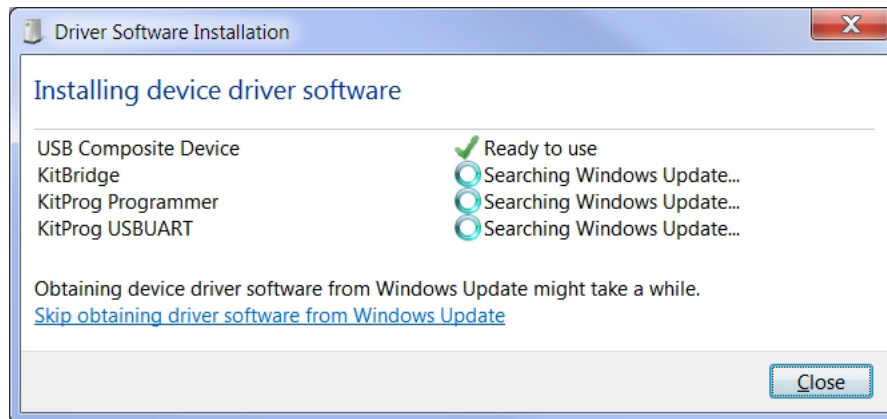 Driver Software Installation
Installing device driver software
USB Composite Device Ready to use
KitBridge Searching Windows Update...
KitProg Programmer Searching Windows Update...
KitProg USBUART Searching Windows Update...
Obtaining device driver software from Windows Update might take a while.
Skip obtaining driver software from Windows Update
Close